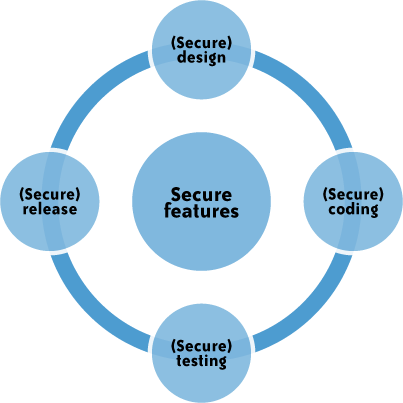 (Secure)
design
(Secure)
release
Secure
features
(Secure)
coding
(Secure)
testing